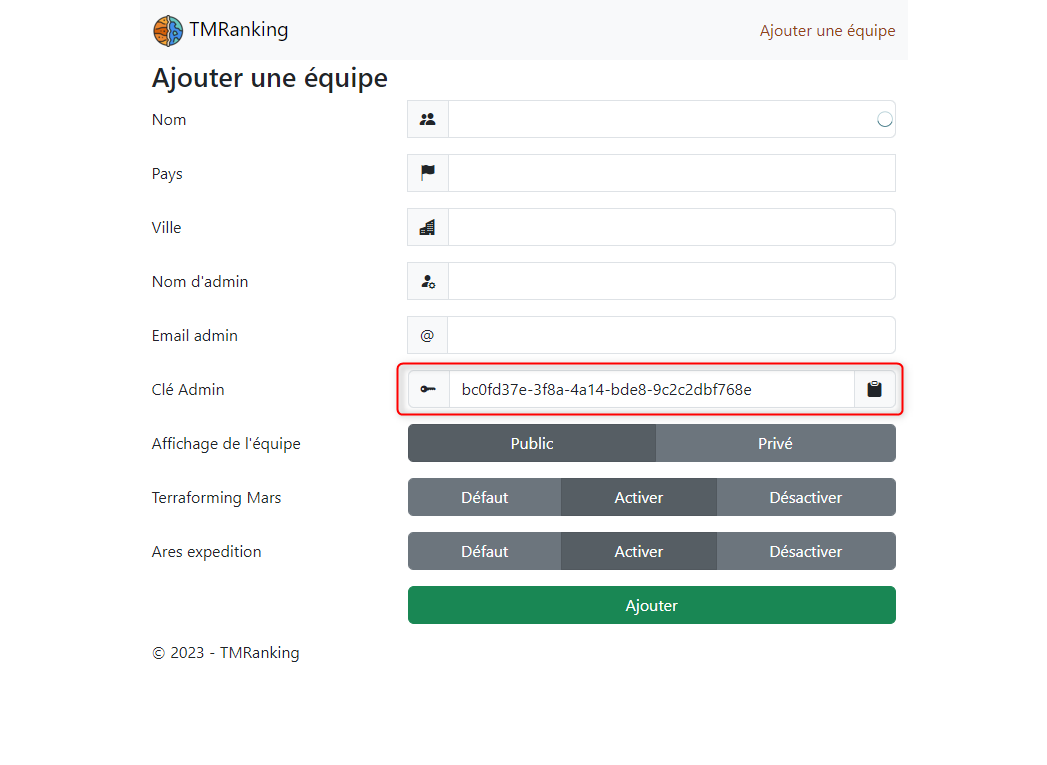 TMRanking
Ajouter une équipe
Ajouter une équipe
Nom
Pays
Ville
Nom d'admin
Email admin
@
Clé Admin
bc0fd37e-3f8a-4a14-bde8-9c2c2dbf768e
Affichage de l'équipe
Public
Privé
Terraforming Mars
Défaut
Activer
Désactiver
Ares expedition
Défaut
Activer
Désactiver
Ajouter
© 2023 - TMRanking